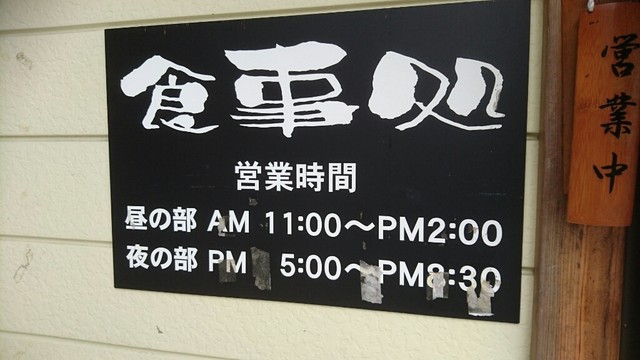 食事処
営業時間
昼の部 AM 11:00～PM2:00
夜の部 PM 5:00～PM8:30
営業中